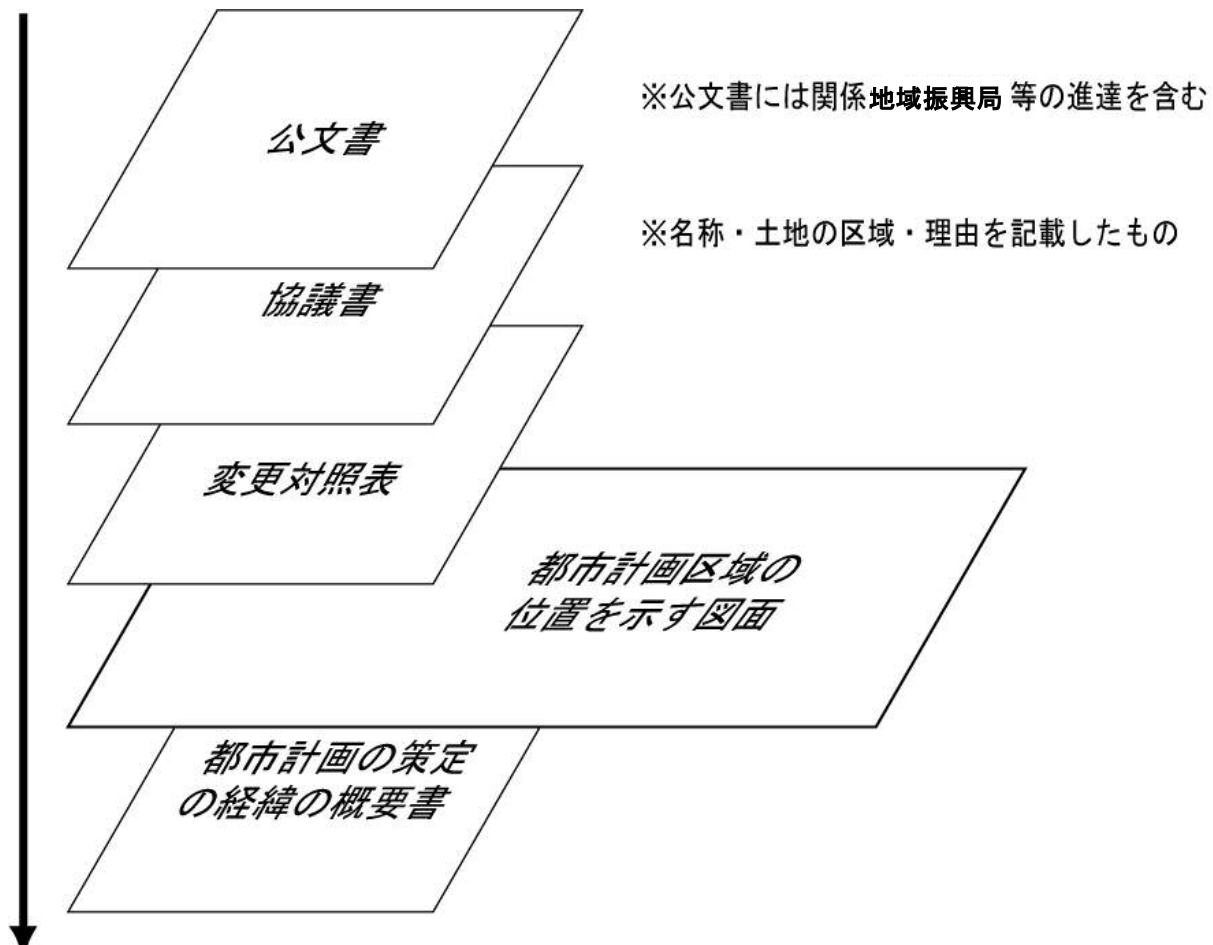 公文書
※公文書には関係地域振興局等の進達を含む
※名称・土地の区域・理由を記載したもの
協議書
変更対照表
都市計画区域の
位置を示す図面
都市計画の策定
の経緯の概要書